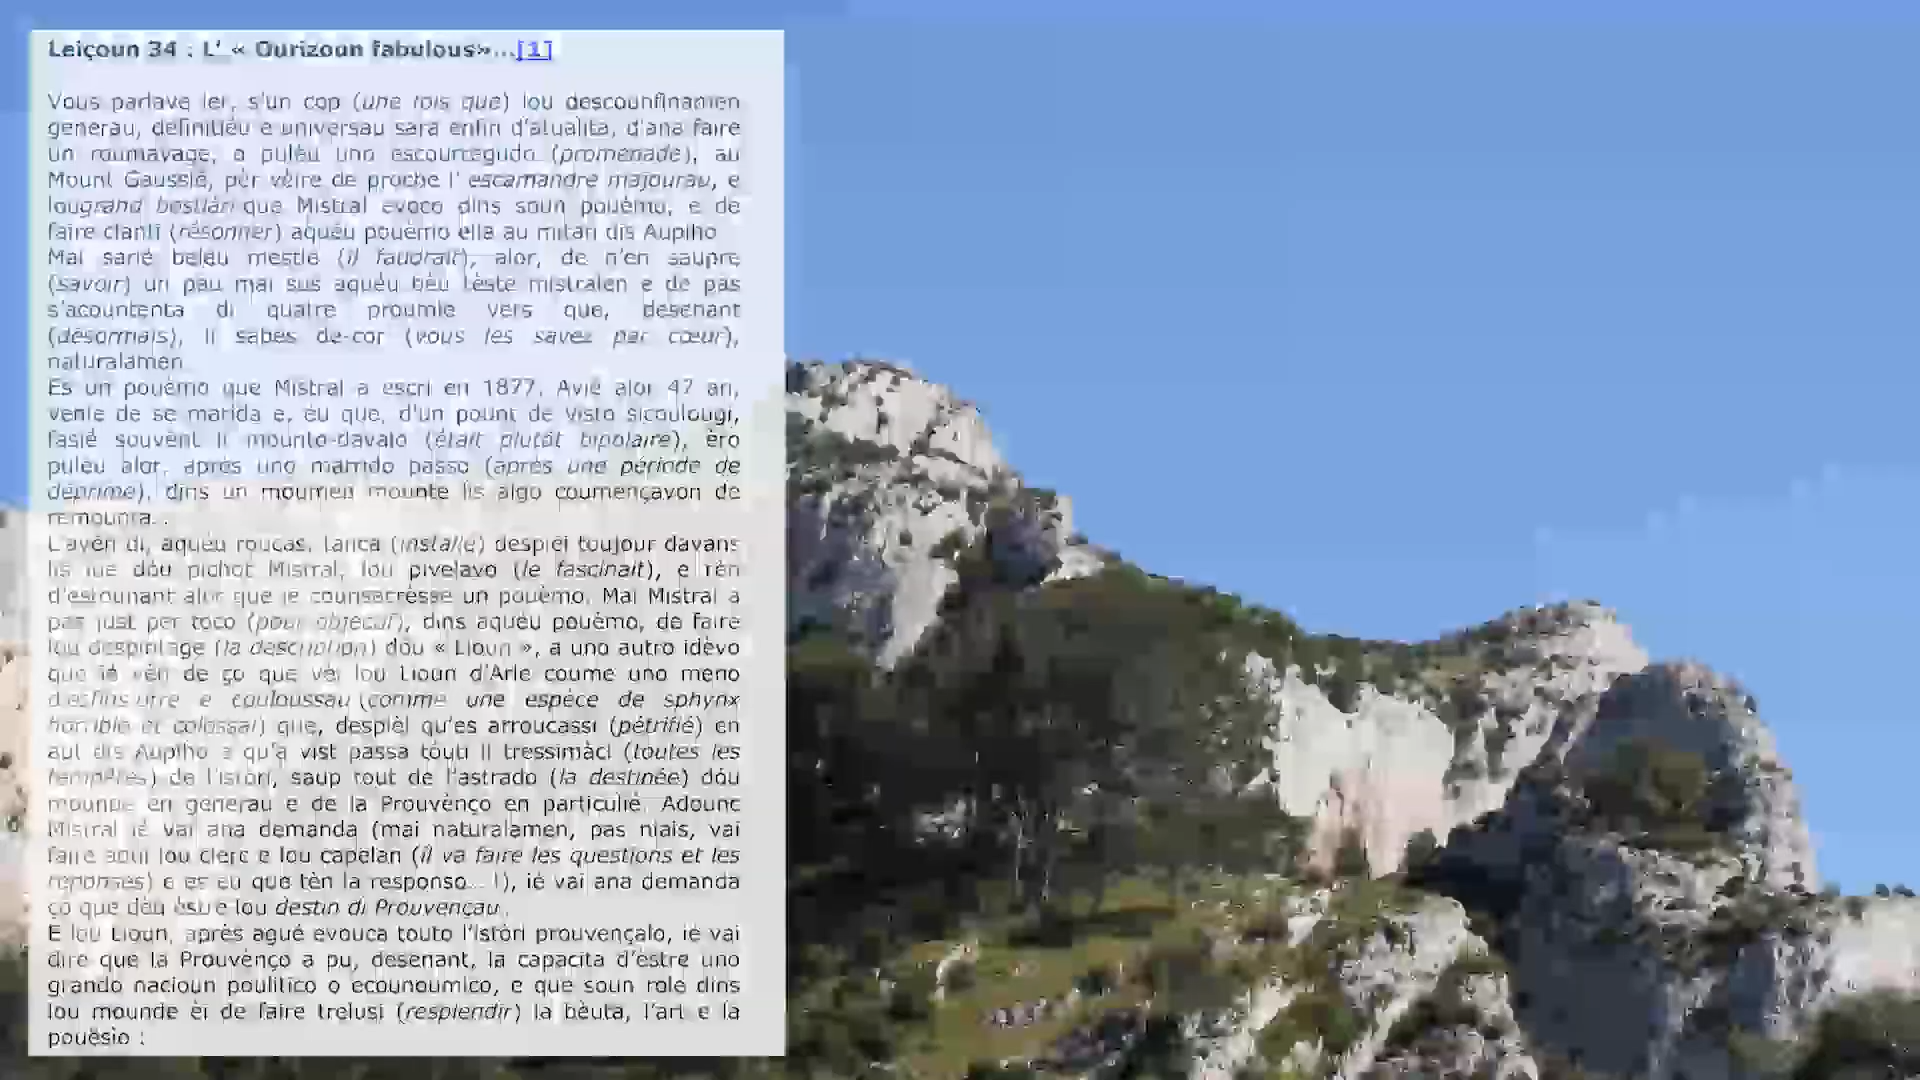 Leiçoun 34 : L' « Ourizoun fabulous»...[1]
Vous parlave ier, s'un cop (une fois que) lou descounfinamen
generau, definitiéu e universau sara enfin d'atualita, d'ana faire
un roumavage, o pulèu uno escourregudo (promenade), au
Mount Gaussié, pèr vèire de proche l' escamandre majourau, e
lougrand bestiàri que Mistral evoco dins soun pouèmo, e de
faire clanti (résonner) aquéu pouèmo eila au mitan dis Aupiho
Mai sarié belèu mestié (il faudrait), alor, de n'en saupre
(savoir) un pau mai sus aquéu bèu tèste mistralen e de pas
s'acountenta di quatre proumié vers que, desenant
(désormais), li sabès de-cor (vous les savez par cœur),
naturalamen.
Es un pouèmo que Mistral a escri en 1877. Avié alor 47 an,
venié de se marida e, éu que, d'un pount de visto sicoulougi,
fasié souvènt li mounto-davalo (était plutôt bipolaire), èro
pulèu alor, après uno marrido passo (après une période de
déprime), dins un moumen mounte lis algo coumençavon de
remounta...
L'avèn di, aquéu roucas, tanca (installé) despièi toujour davans
lis iue dóu pichot Mistral, lou pivelavo (le fascinait), e rèn
d'estounant alor que ié counsacrèsse un pouèmo. Mai Mistral a
pas just pèr toco (pour objectif), dins aquéu pouèmo, de faire
lou despintage (la description) dóu « Lioun », a uno autro idèio
que ié vèn de ço que vèi lou Lioun d'Arle coume uno meno
d'esfins urre e couloussau (comme une espèce de sphynx
horrible et colossal) que, despièi qu'es arroucassi (pétrifié) en
aut dis Aupiho e qu'a vist passa tóuti li tressimàci (toutes les
tempêtes) de l'istòri, saup tout de l'astrado (la destinée) dóu
mounde en generau e de la Prouvènço en particulié. Adounc
Mistral ié vai ana demanda (mai naturalamen, pas niais, vai
faire aqui lou clerc e lou capelan (il va faire les questions et les
réponses) e es éu que tèn la responso... !), ié vai ana demanda
ço que dèu èstre lou destin di Prouvençau.
E lou Lioun, après agué evouca touto l'istòri prouvençalo, ié vai
dire que la Prouvènço a pu, desenant, la capacita d'èstre uno
grando nacioun poulitico o ecounoumico, e que soun role dins
lou mounde èi de faire trelusi (resplendir) la bèuta, l'art e la
pouësio :